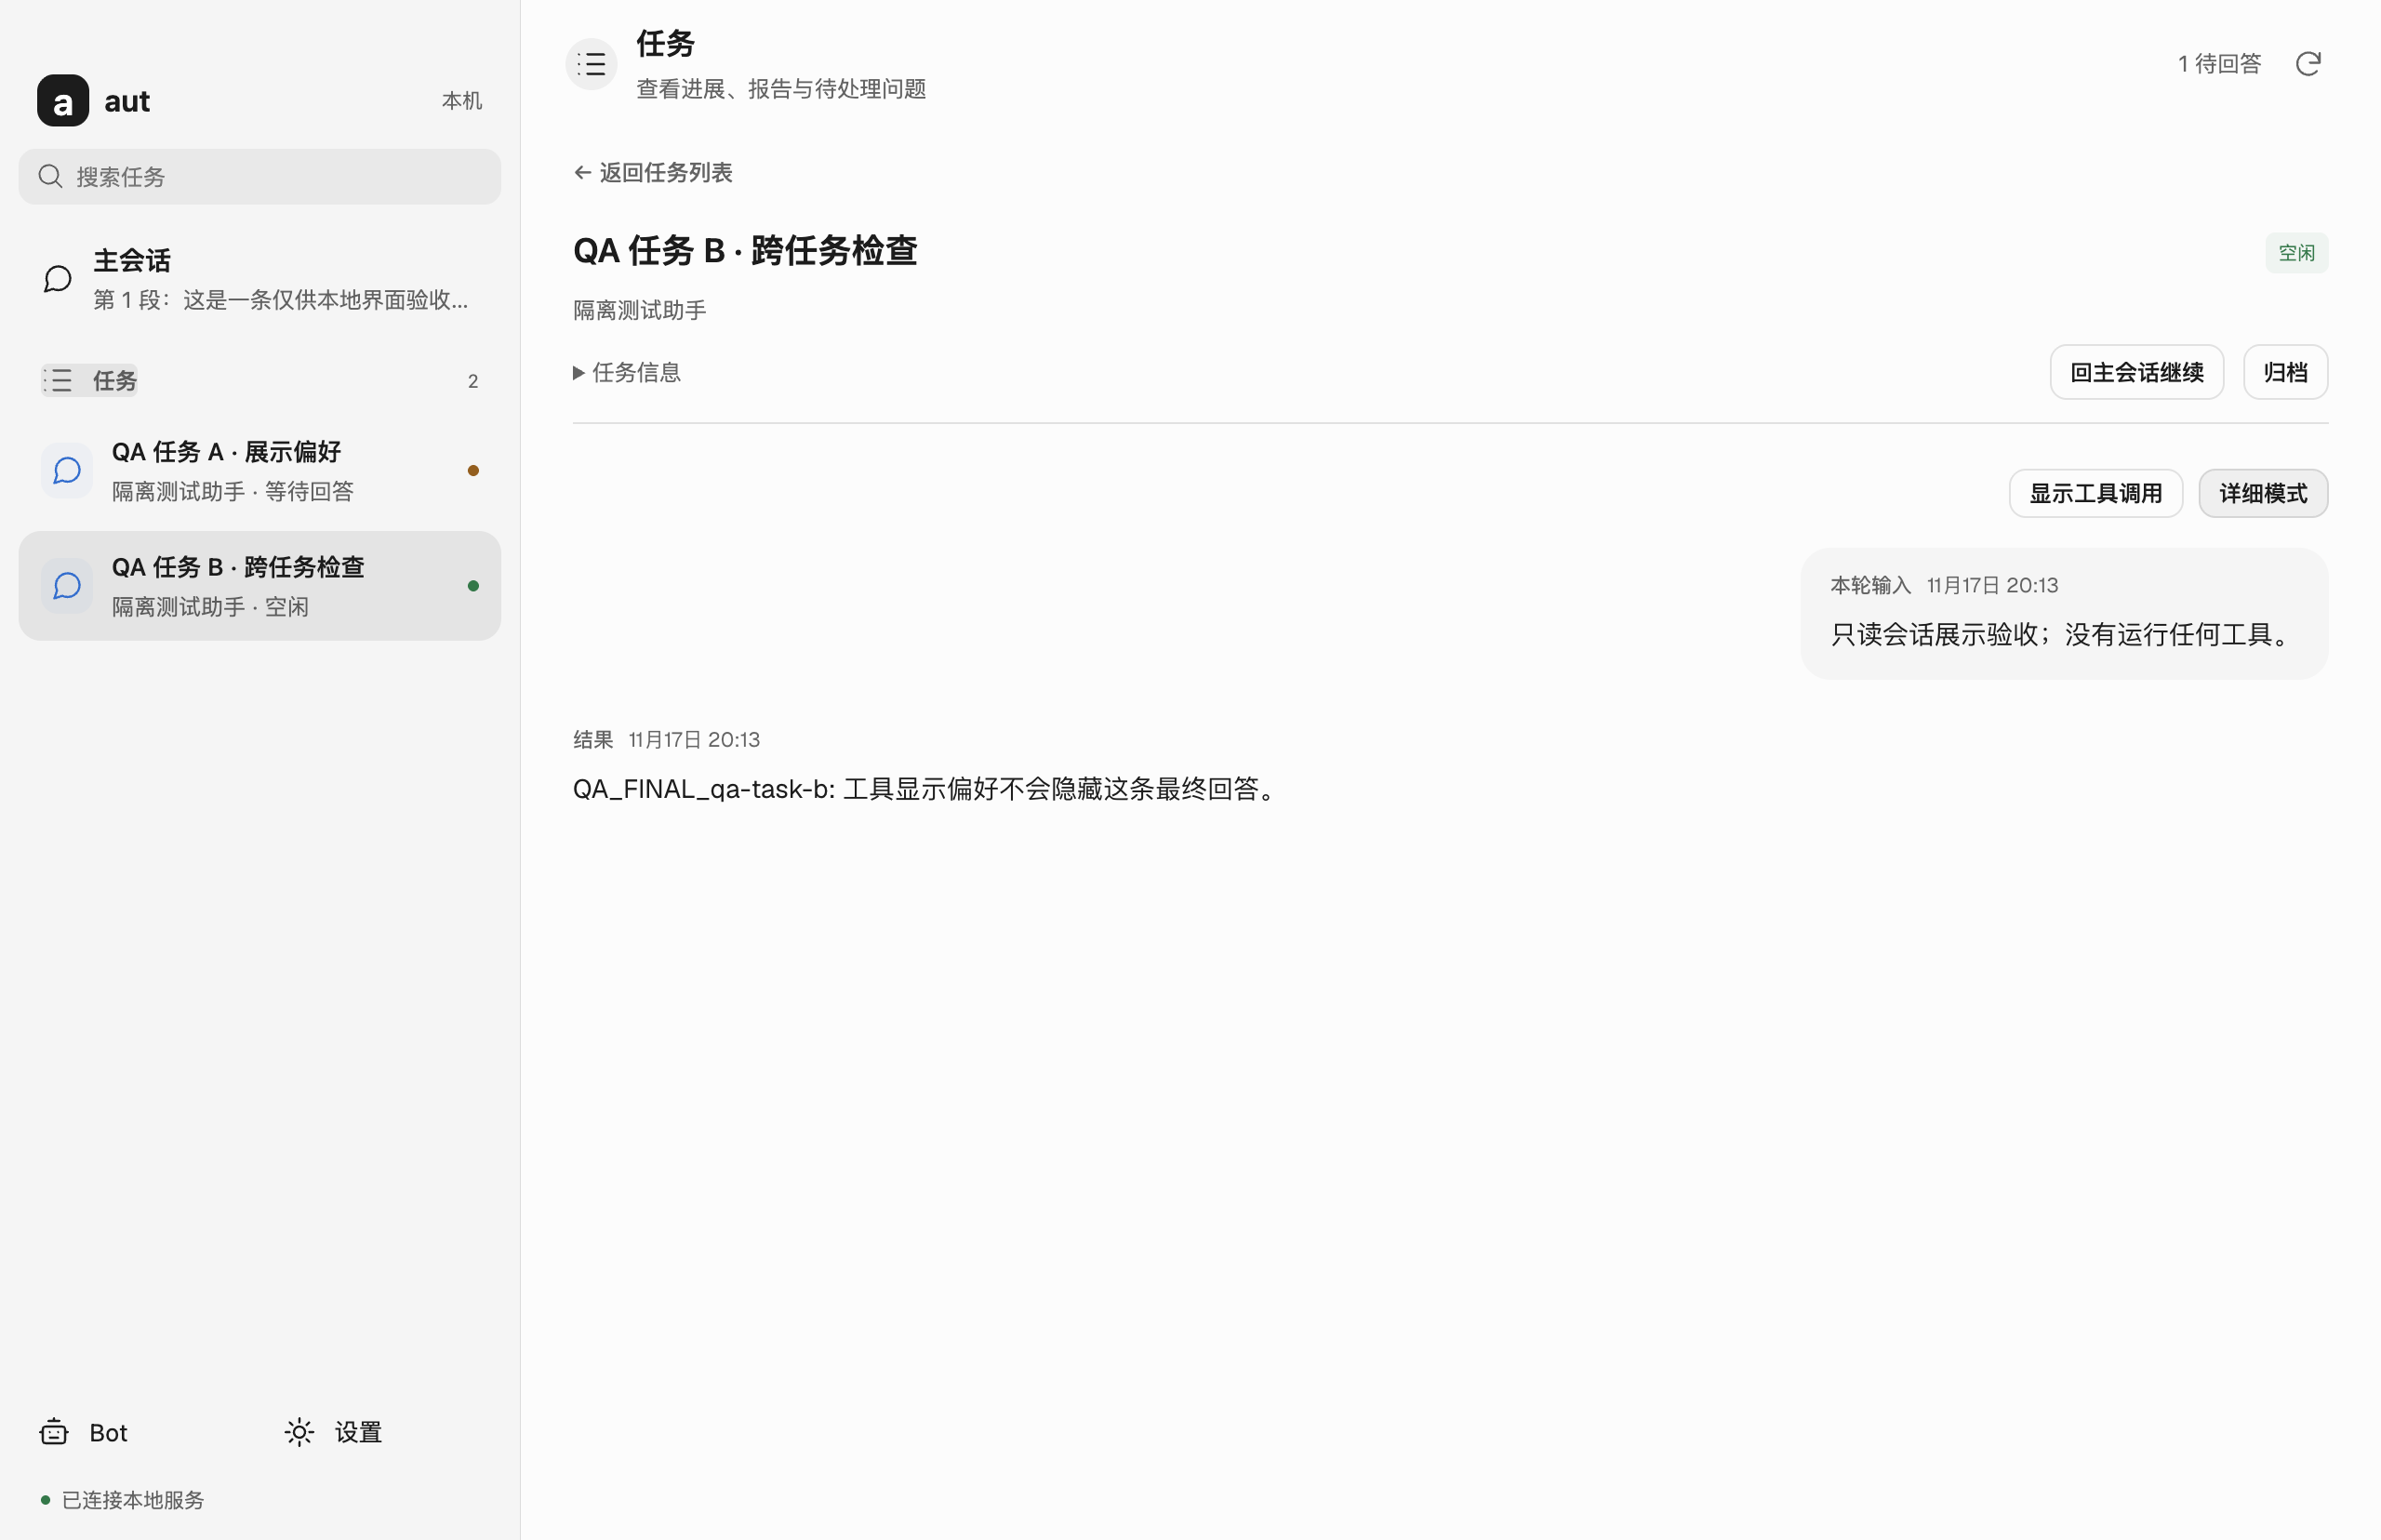 a aut 本机
搜索任务
主会话
第 1 段：这是一条仅供本地界面验收...
任务 2
QA 任务 A · 展示偏好
隔离测试助手 · 等待回答
QA 任务 B · 跨任务检查
隔离测试助手 · 空闲
Bot 设置
已连接本地服务
任务
查看进展、报告与待处理问题
1 待回答
← 返回任务列表
QA 任务 B · 跨任务检查
空闲
隔离测试助手
▶ 任务信息
回主会话继续 归档
显示工具调用 详细模式
本轮输入 11月17日 20:13
只读会话展示验收；没有运行任何工具。
结果 11月17日 20:13
QA_FINAL_qa-task-b: 工具显示偏好不会隐藏这条最终回答。